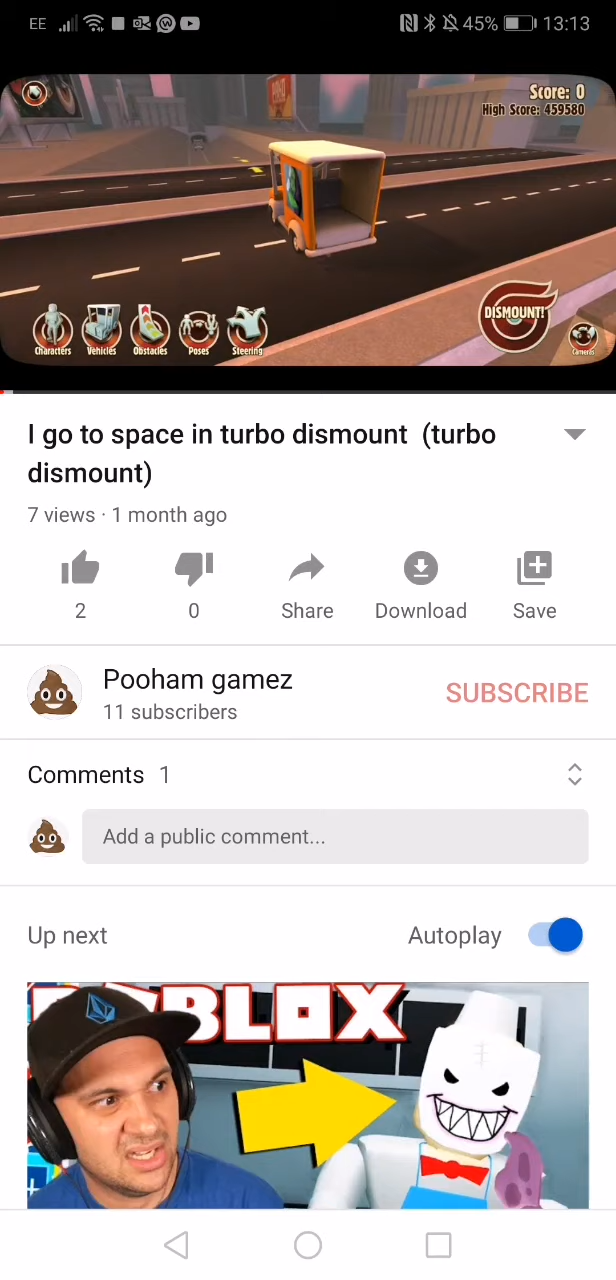 EE 45% 13:13
Score: 0
High Score: 459580
DISMOUNT!
Characters Vehicles Obstacles Poses Steering Cameras
I go to space in turbo dismount (turbo
dismount)
7 views · 1 month ago
2 0 Share Download Save
Pooham gamez
11 subscribers
SUBSCRIBE
Comments 1
Add a public comment...
Up next Autoplay
BLOX